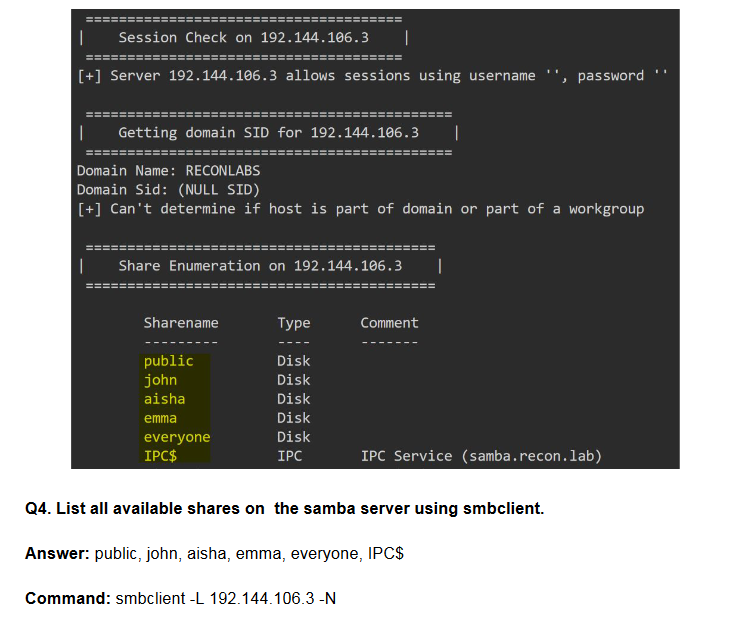 =====================================
|    Session Check on 192.144.106.3    |
=====================================
[+] Server 192.144.106.3 allows sessions using username '', password ''
===========================================
|    Getting domain SID for 192.144.106.3    |
===========================================
Domain Name: RECONLABS
Domain Sid: (NULL SID)
[+] Can't determine if host is part of domain or part of a workgroup
=========================================
|    Share Enumeration on 192.144.106.3    |
=========================================
Sharename       Type      Comment
---------       ----      -------
public          Disk
john            Disk
aisha           Disk
emma            Disk
everyone        Disk
IPC$            IPC       IPC Service (samba.recon.lab)
Q4. List all available shares on  the samba server using smbclient.
Answer: public, john, aisha, emma, everyone, IPC$
Command: smbclient -L 192.144.106.3 -N